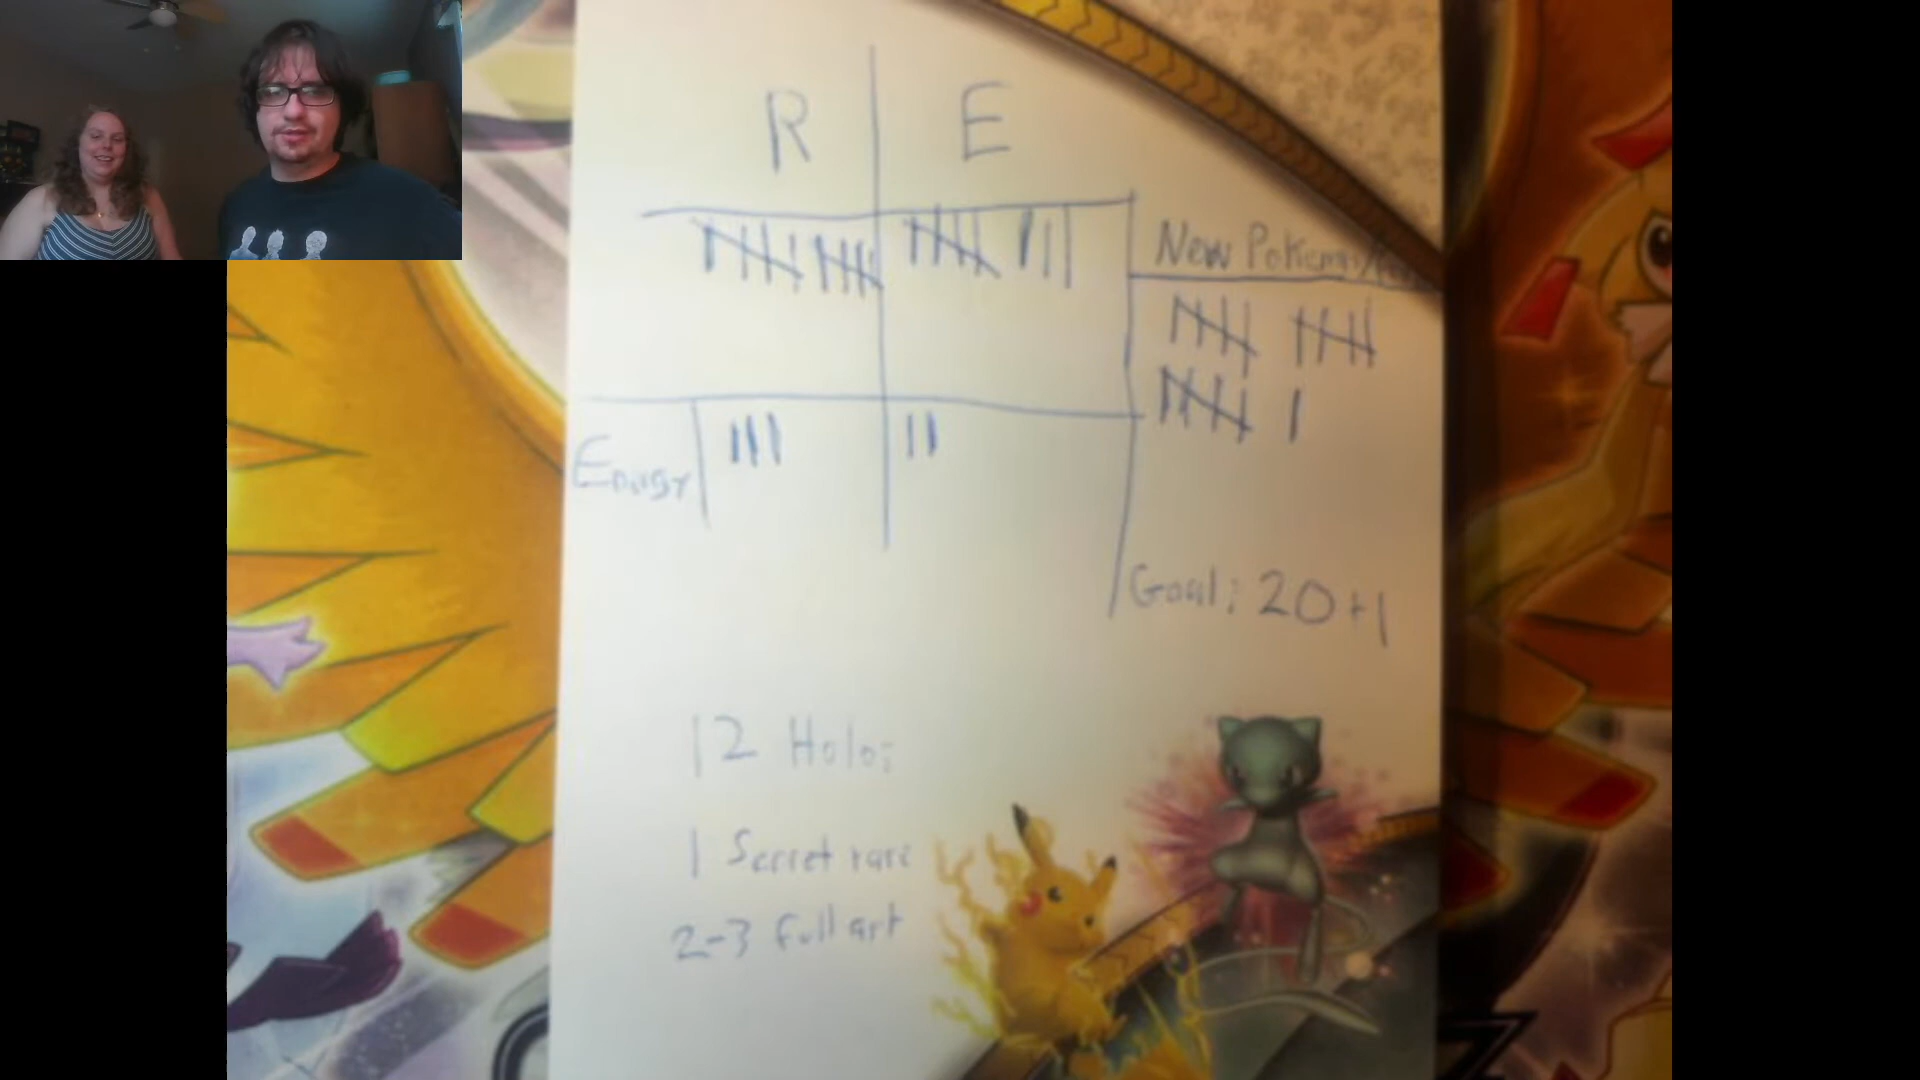 R E
New Pokemon
Energy
Goal: 20+1
12 Holo:
1 Secret rare
2-3 full art